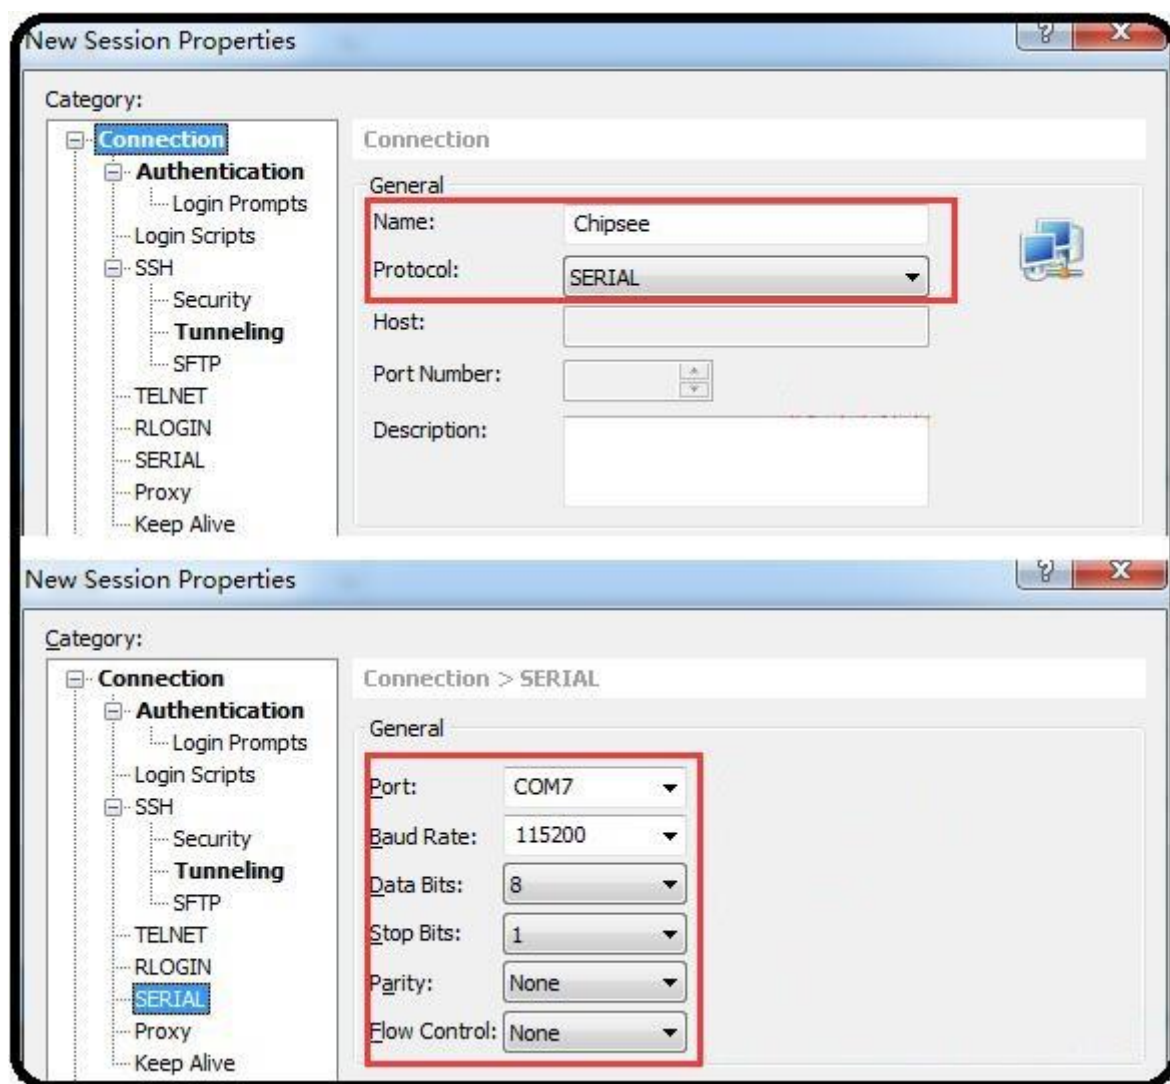 New Session Properties
Category:
Connection
Authentication
Login Prompts
Login Scripts
SSH
Security
Tunneling
SFTP
TELNET
RLOGIN
SERIAL
Proxy
Keep Alive
Connection
General
Name: Chipsee
Protocol: SERIAL
Host:
Port Number:
Description:
New Session Properties
Category:
Connection
Authentication
Login Prompts
Login Scripts
SSH
Security
Tunneling
SFTP
TELNET
RLOGIN
SERIAL
Proxy
Keep Alive
Connection > SERIAL
General
Port: COM7
Baud Rate: 115200
Data Bits: 8
Stop Bits: 1
Parity: None
Flow Control: None